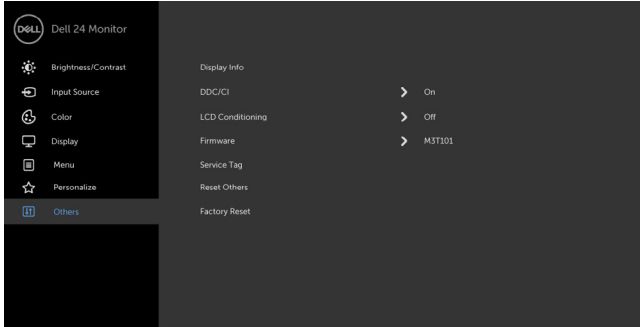 DELL Dell 24 Monitor
Brightness/Contrast Display Info
Input Source DDC/CI On
Color LCD Conditioning Off
Display Firmware M3T101
Menu Service Tag
Personalize Reset Others
Others Factory Reset